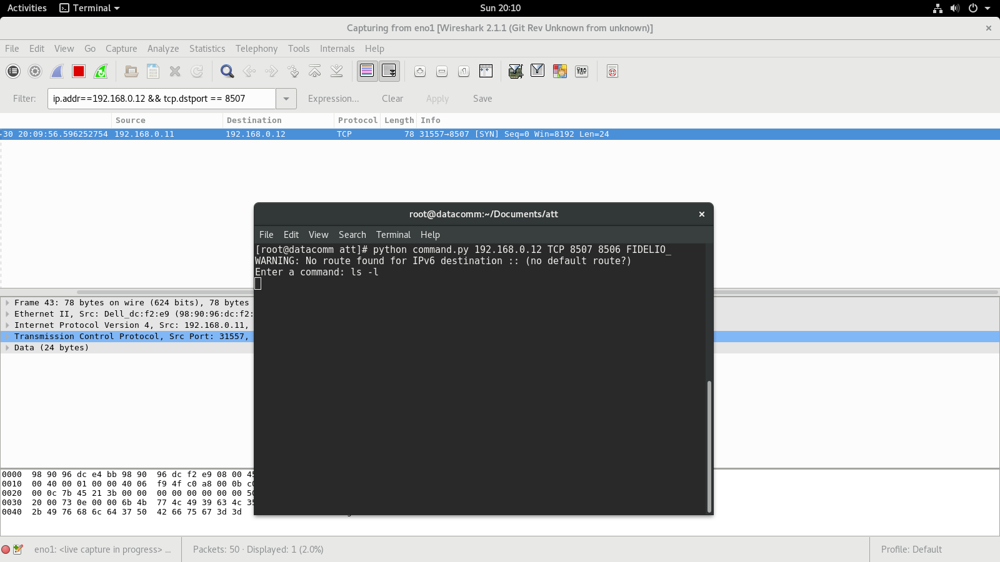 Activities Terminal Sun 20:10
Capturing from eno1 [Wireshark 2.1.1 (Git Rev Unknown from unknown)]
File Edit View Go Capture Analyze Statistics Telephony Tools Internals Help
Filter: ip.addr==192.168.0.12 && tcp.dstport == 8507 Expression... Clear Apply Save
Source Destination Protocol Length Info
-30 20:09:56.596252754 192.168.0.11 192.168.0.12 TCP 78 31557→8507 [SYN] Seq=0 Win=8192 Len=24
root@datacomm:~/Documents/att
File Edit View Search Terminal Help
[root@datacomm att]# python command.py 192.168.0.12 TCP 8507 8506 FIDELIO_
WARNING: No route found for IPv6 destination :: (no default route?)
Enter a command: ls -l
Frame 43: 78 bytes on wire (624 bits), 78 bytes
Ethernet II, Src: Dell_dc:f2:e9 (98:90:96:dc:f2:
Internet Protocol Version 4, Src: 192.168.0.11,
Transmission Control Protocol, Src Port: 31557,
Data (24 bytes)
0000 98 90 96 dc e4 bb 98 90 96 dc f2 e9 08 00 45
0010 00 40 00 01 00 00 40 06 f9 4f c0 a8 00 0b c0
0020 00 0c 7b 45 21 3b 00 00 00 00 00 00 00 00 50
0030 20 00 73 0e 00 00 6b 4b 77 4c 49 39 63 4c 35
0040 2b 49 76 68 6c 64 37 50 42 66 75 67 3d 3d
eno1: <live capture in progress> ... Packets: 50 · Displayed: 1 (2.0%) Profile: Default